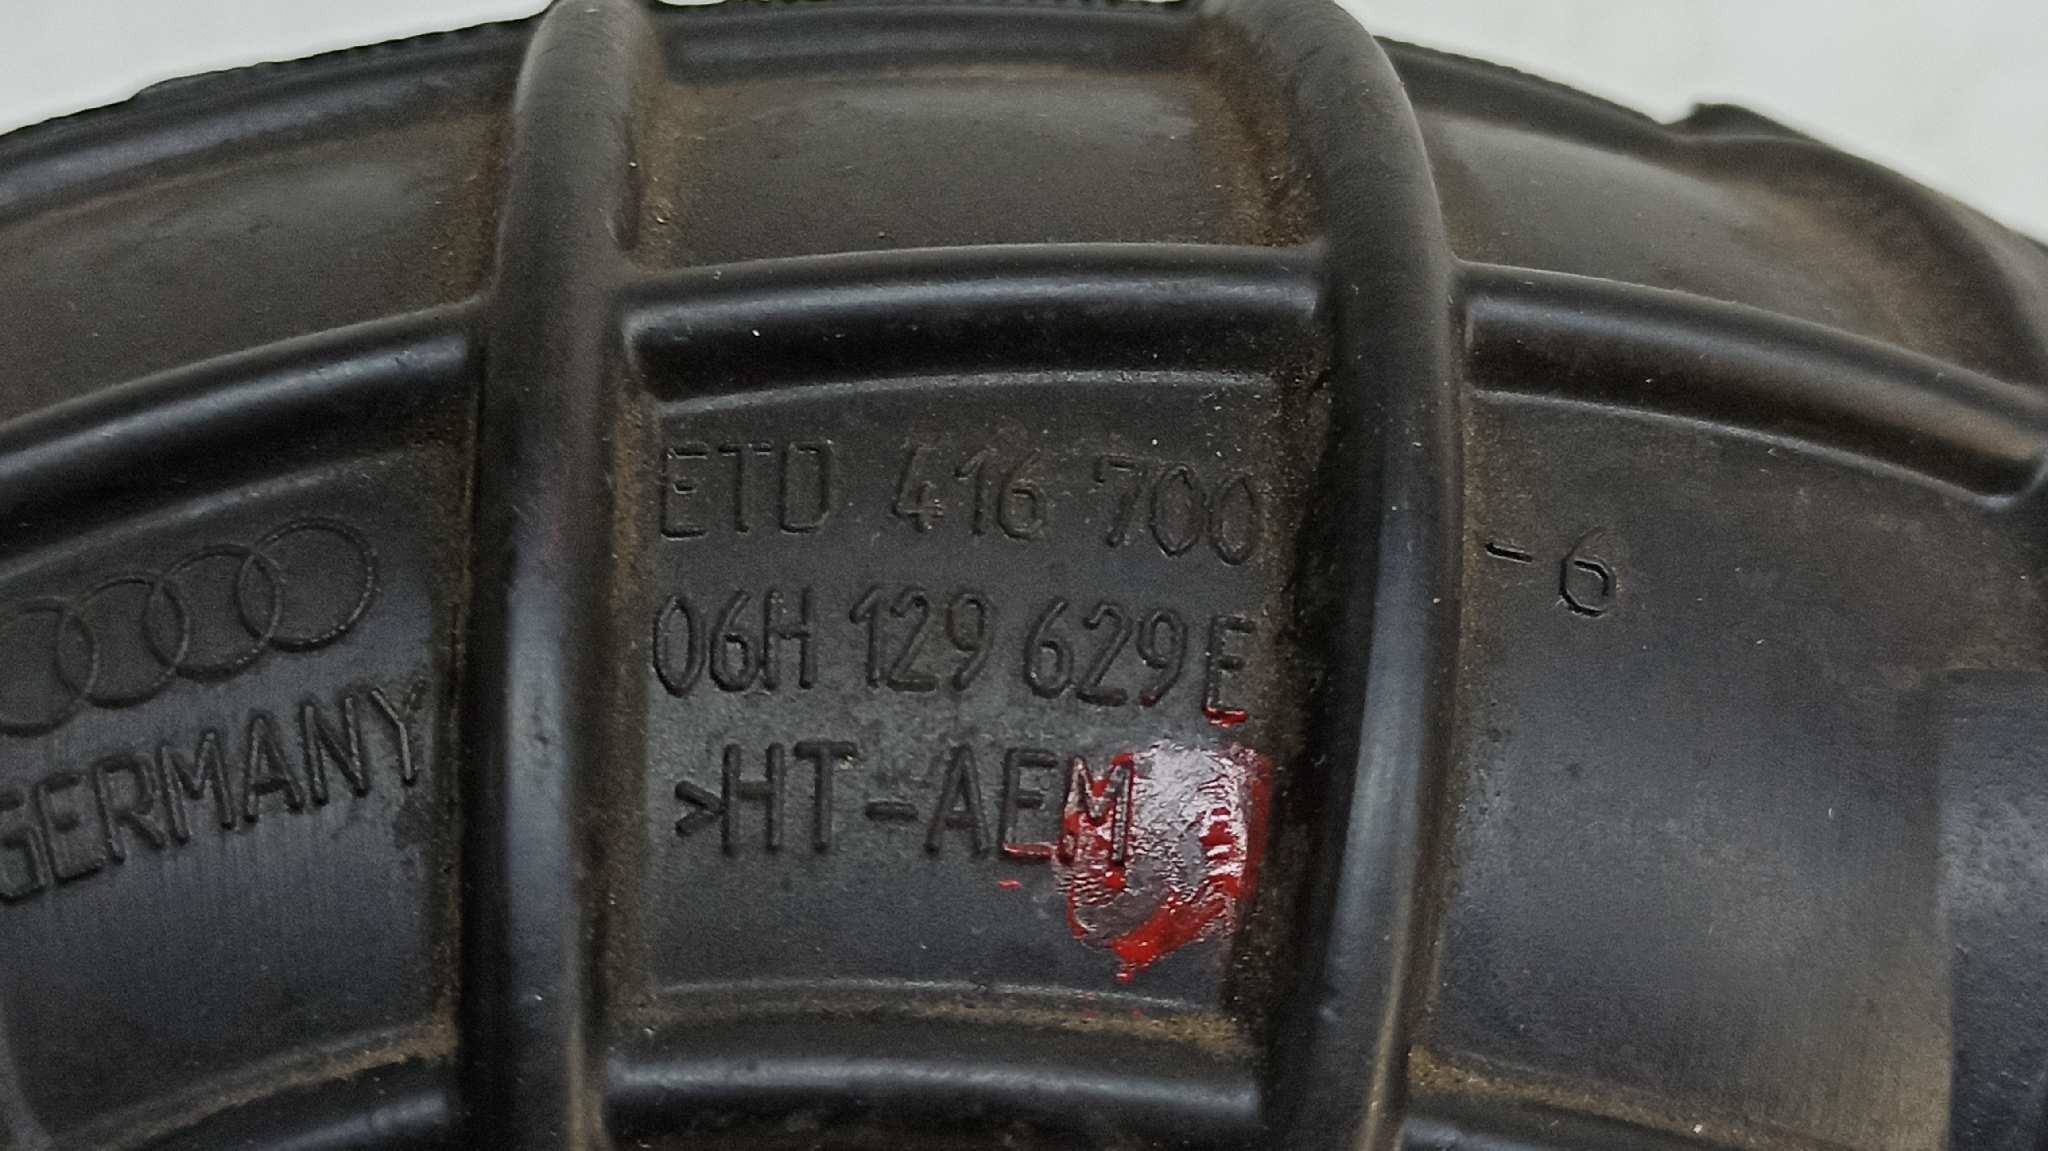 ETD 416 700 -6
06H 129 629 E
>HT-AEM
GERMANY